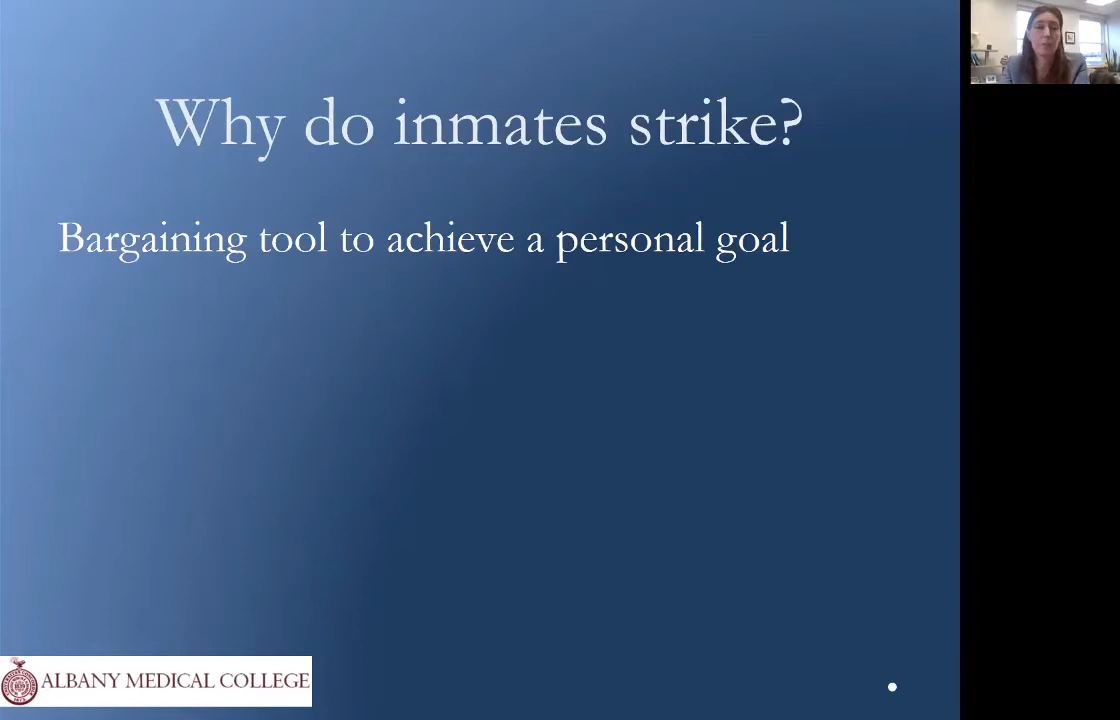 Why do inmates strike?
Bargaining tool to achieve a personal goal
ALBANY MEDICAL COLLEGE